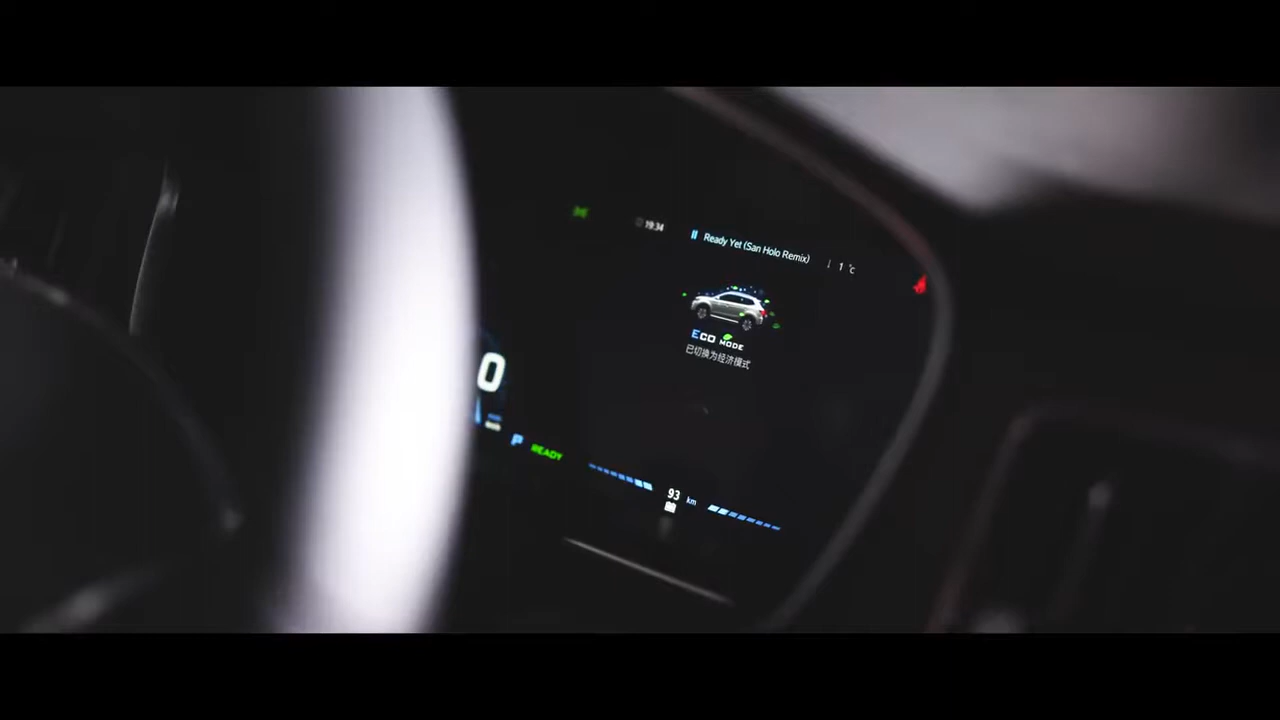 19:34
Ready Yet (San Holo Remix)
1 °c
ECO MODE
已切换为经济模式
0
P READY
93 km